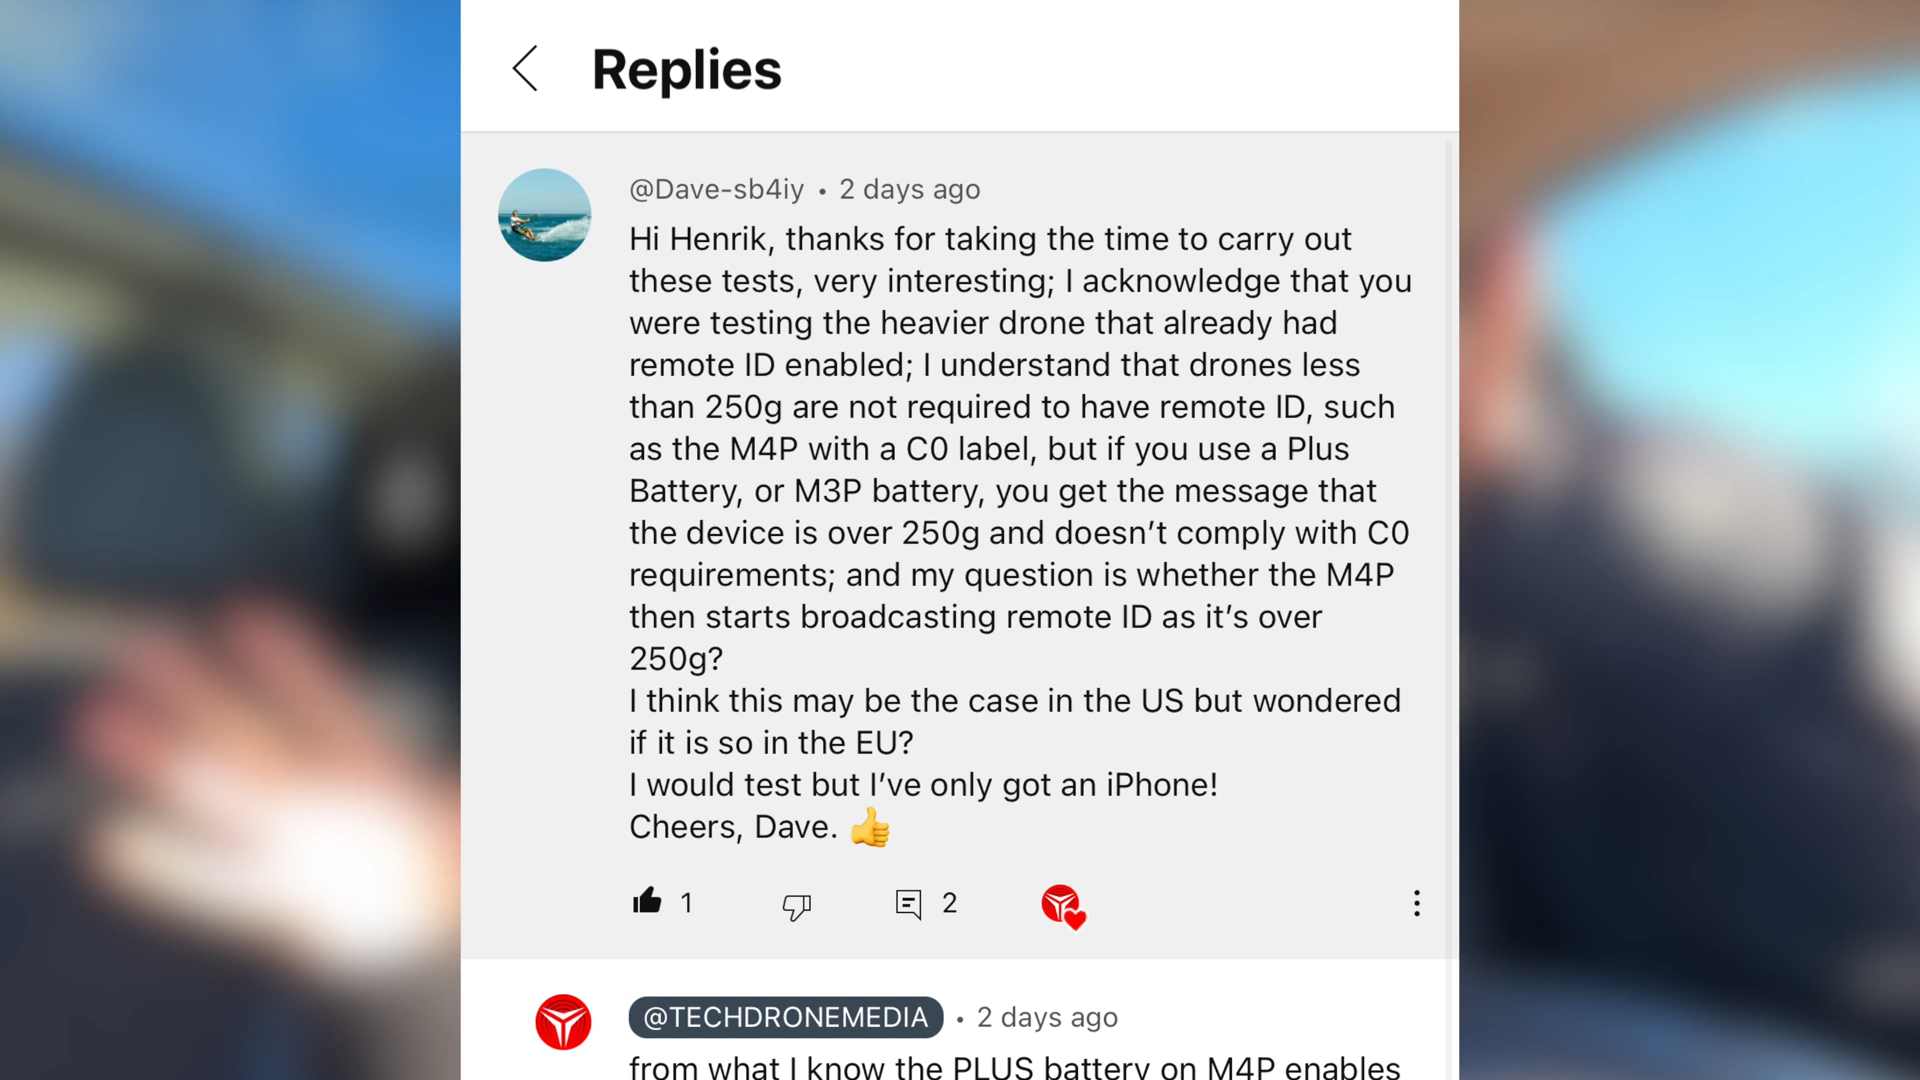 Replies
@Dave-sb4iy • 2 days ago
Hi Henrik, thanks for taking the time to carry out
these tests, very interesting; I acknowledge that you
were testing the heavier drone that already had
remote ID enabled; I understand that drones less
than 250g are not required to have remote ID, such
as the M4P with a C0 label, but if you use a Plus
Battery, or M3P battery, you get the message that
the device is over 250g and doesn’t comply with C0
requirements; and my question is whether the M4P
then starts broadcasting remote ID as it’s over
250g?
I think this may be the case in the US but wondered
if it is so in the EU?
I would test but I’ve only got an iPhone!
Cheers, Dave. 👍
1 2
@TECHDRONEMEDIA • 2 days ago
from what I know the PLUS battery on M4P enables